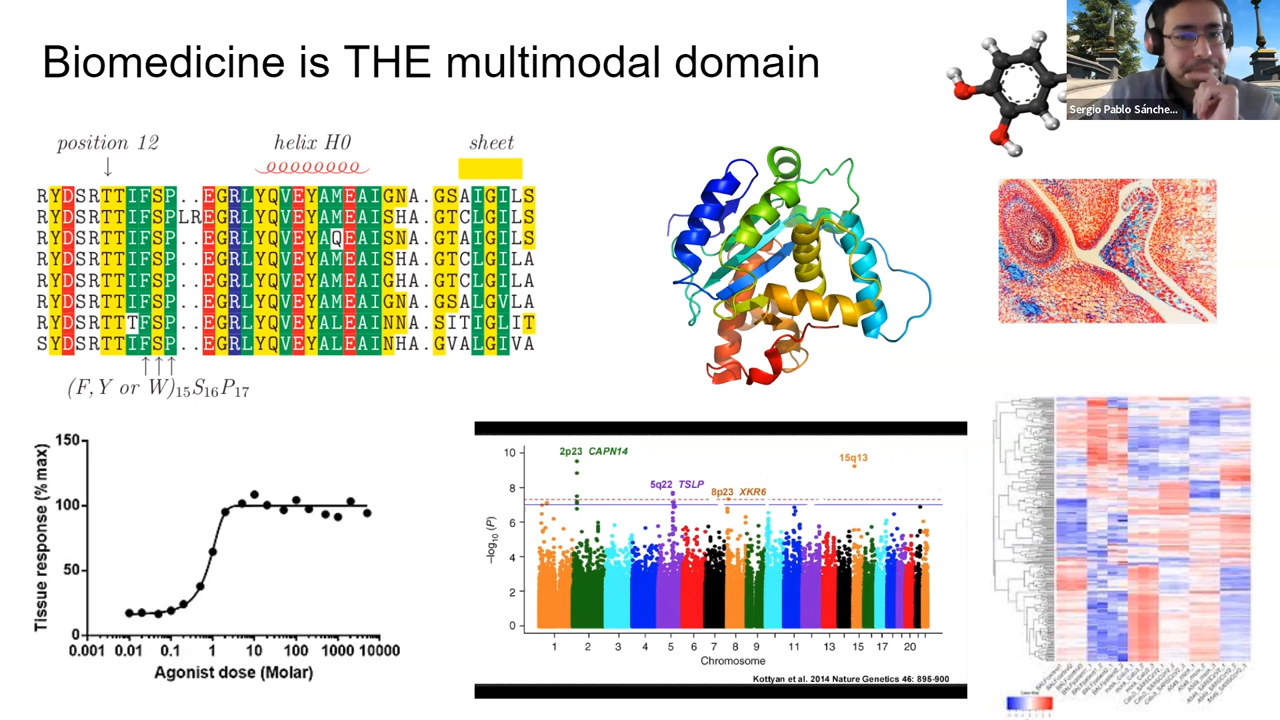 Biomedicine is THE multimodal domain
Sergio Pablo Sánche...
position 12
helix H0
sheet
RYDSRTTIFSP..EGRLYQVEYAMEAIGNA.GSAIGILS
RYDSRTTIFSPLREGRLYQVEYAMEAISHA.GTCLGILS
RYDSRTTIFSP..EGRLYQVEYAQEAISNA.GTAIGILS
RYDSRTTIFSP..EGRLYQVEYAMEAISHA.GTCLGILA
RYDSRTTIFSP..EGRLYQVEYAMEAIGHA.GTCLGILA
RYDSRTTIFSP..EGRLYQVEYAMEAIGNA.GSALGVLA
RYDSRTTTFSP..EGRLYQVEYALEAINNA.SITIGLIT
SYDSRTTIFSP..EGRLYQVEYALEAINHA.GVALGIVA
(F,Y or W)₁₅S₁₆P₁₇
Tissue response (% max)
150
100
50
0
0.001 0.01 0.1 1 10 100 1000 10000
Agonist dose (Molar)
2p23 CAPN14
5q22 TSLP
8p23 XKR6
15q13
−log₁₀ (P)
10
8
6
4
2
0
1 2 3 4 5 6 7 8 9 11 13 15 17 20
Chromosome
Kottyan et al. 2014 Nature Genetics 46: 895-900